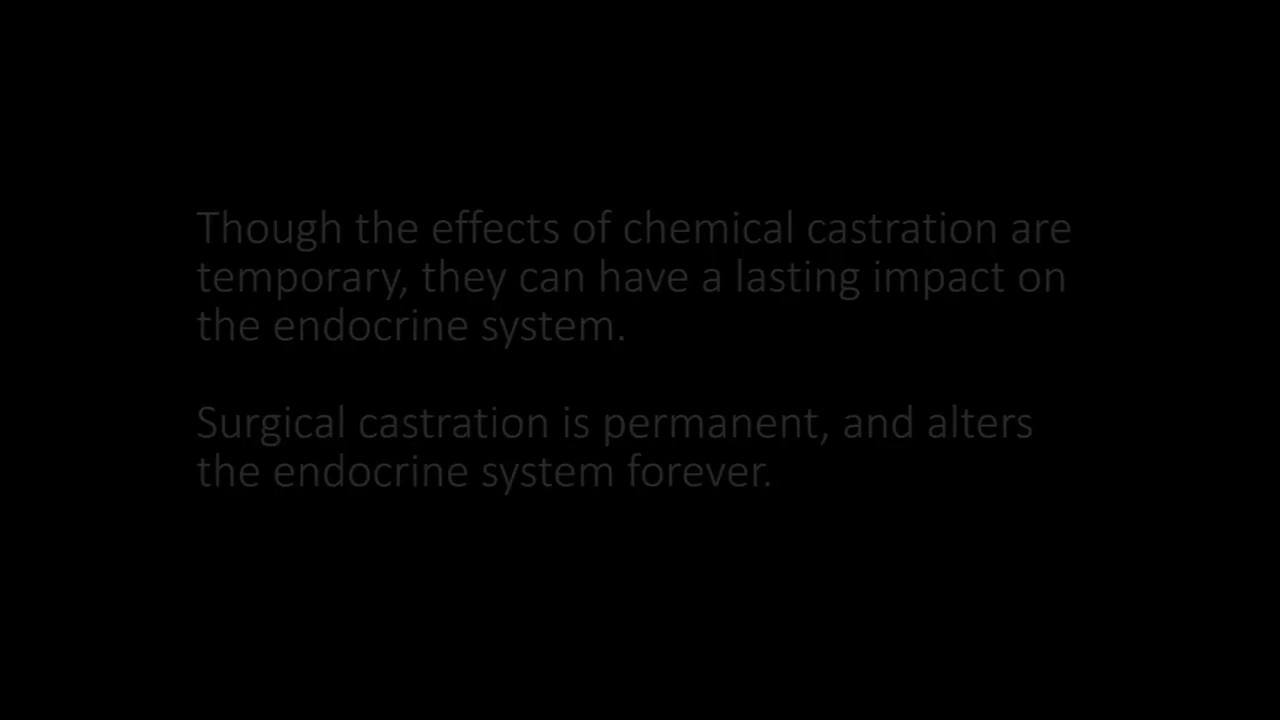 Though the effects of chemical castration are
temporary, they can have a lasting impact on
the endocrine system.
Surgical castration is permanent, and alters
the endocrine system forever.